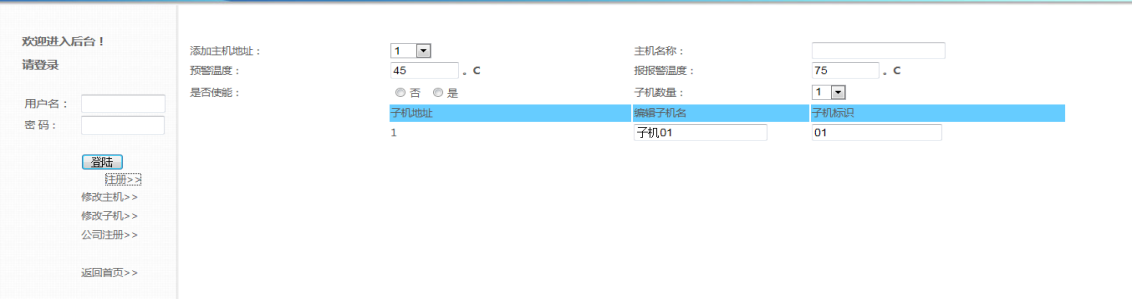 欢迎进入后台！
请登录
用户名：
密 码：
登陆
注册>>
修改主机>>
修改子机>>
公司注册>>
返回首页>>
添加主机地址： 1 主机名称：
预警温度： 45 。C 报报警温度： 75 。C
是否使能： 否 是 子机数量： 1
子机地址 编辑子机名 子机标识
1 子机01 01